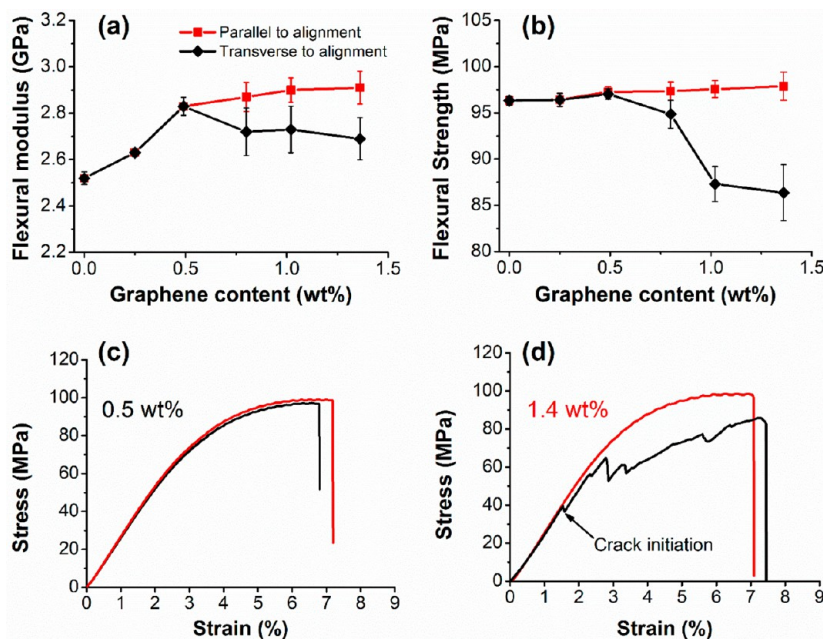 (a)
Parallel to alignment
Transverse to alignment
Flexural modulus (GPa)
3.2
3.0
2.8
2.6
2.4
2.2
0.0 0.5 1.0 1.5
Graphene content (wt%)
(b)
Flexural Strength (MPa)
105
100
95
90
85
80
0.0 0.5 1.0 1.5
Graphene content (wt%)
(c)
0.5 wt%
Stress (MPa)
120
100
80
60
40
20
0
0 1 2 3 4 5 6 7 8 9
Strain (%)
(d)
1.4 wt%
Crack initiation
Stress (MPa)
120
100
80
60
40
20
0
0 1 2 3 4 5 6 7 8 9
Strain (%)